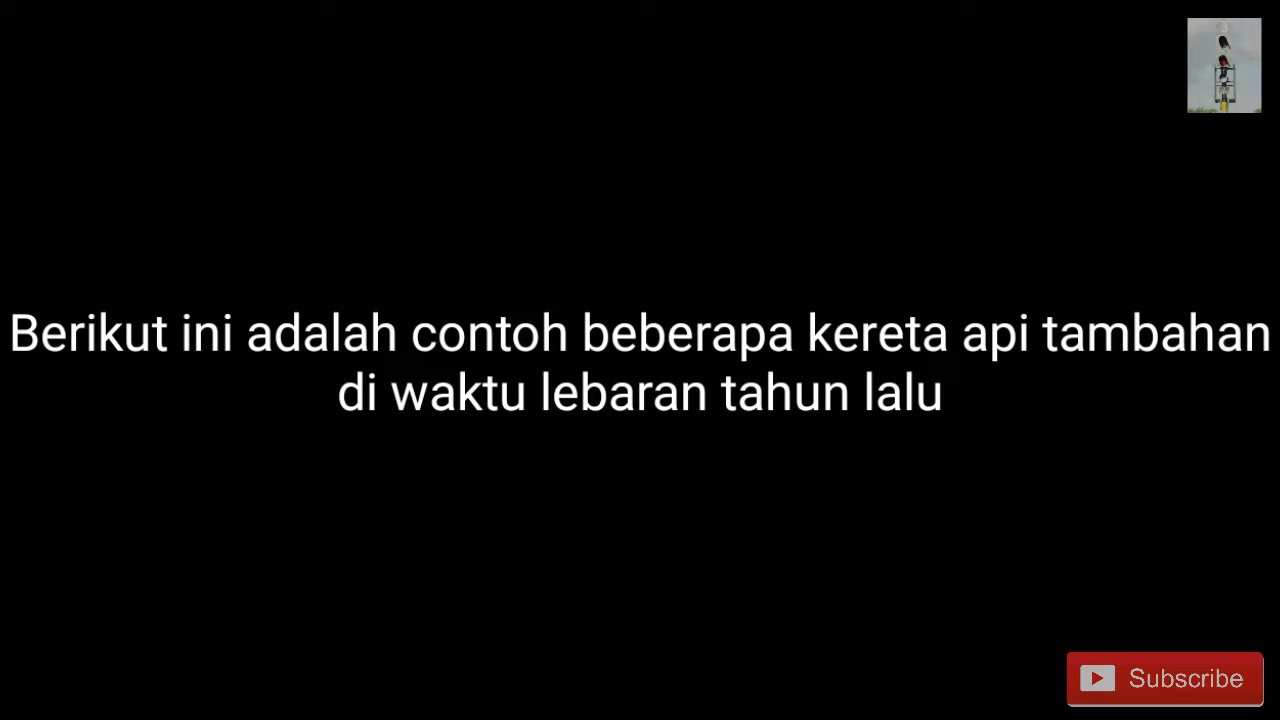 Berikut ini adalah contoh beberapa kereta api tambahan
di waktu lebaran tahun lalu
Subscribe